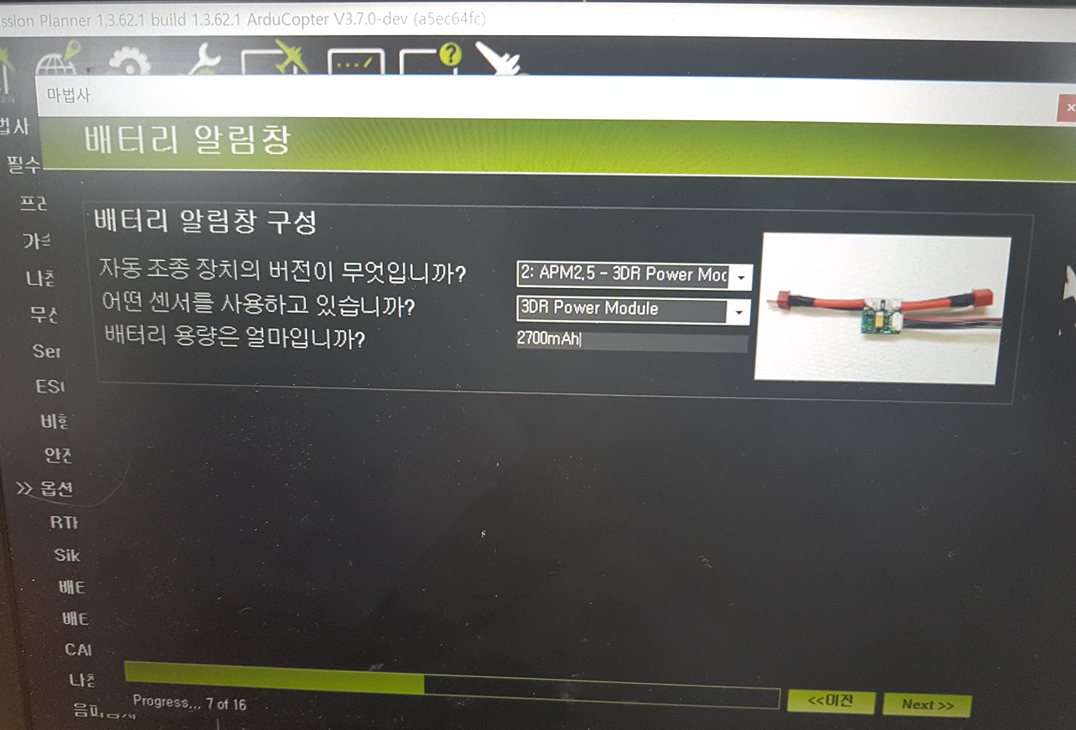 ssion Planner 1.3.62.1 build 1.3.62.1 ArduCopter V3.7.0-dev (a5ec64fc)
마법사
법사
배터리 알림창
필수
배터리 알림창 구성
자동 조종 장치의 버전이 무엇입니까?
2: APM2.5 - 3DR Power Moc
어떤 센서를 사용하고 있습니까?
3DR Power Module
배터리 용량은 얼마입니까?
2700mAh
Ser
안전
>> 옵션
Sik
Progress... 7 of 16
<<이전
Next >>